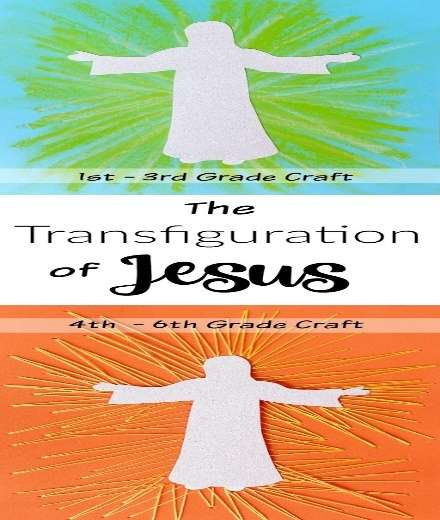 1st - 3rd Grade Craft
The
Transfiguration
of Jesus
4th - 6th Grade Craft